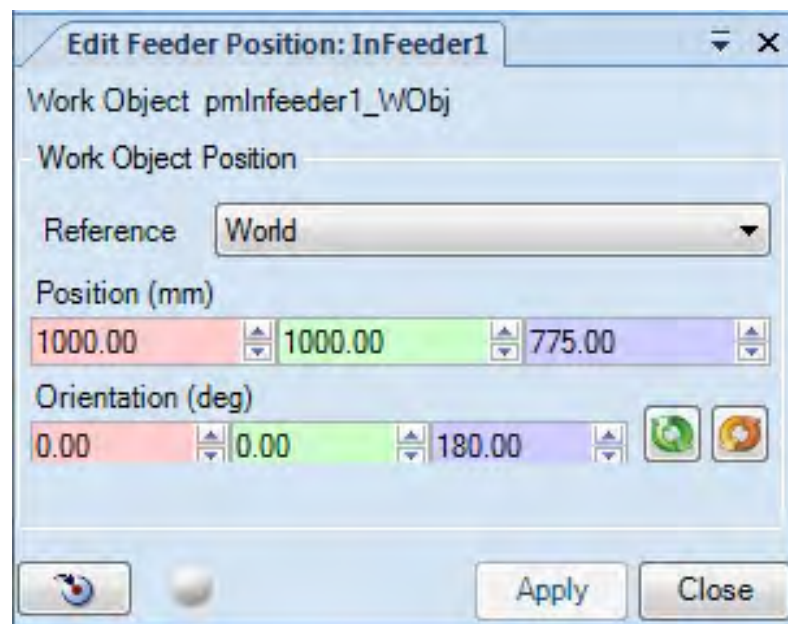 Edit Feeder Position: InFeeder1
Work Object pmInfeeder1_WObj
Work Object Position
Reference World
Position (mm)
1000.00 1000.00 775.00
Orientation (deg)
0.00 0.00 180.00
Apply Close